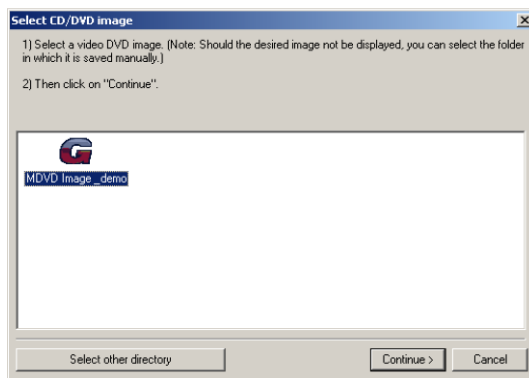 Select CD/DVD image
1) Select a video DVD image. (Note: Should the desired image not be displayed, you can select the folder
in which it is saved manually.)
2) Then click on "Continue".
G
MDVD Image _demo
Select other directory
Continue >
Cancel